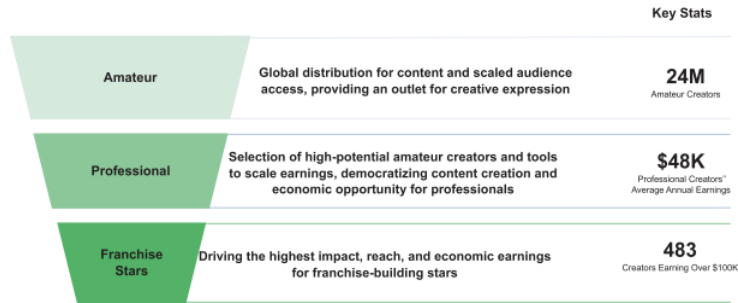 Key Stats
Amateur
Global distribution for content and scaled audience
access, providing an outlet for creative expression
24M
Amateur Creators
Professional
Selection of high-potential amateur creators and tools
to scale earnings, democratizing content creation and
economic opportunity for professionals
$48K
Professional Creators'
Average Annual Earnings
Franchise
Stars
Driving the highest impact, reach, and economic earnings
for franchise-building stars
483
Creators Earning Over $100K